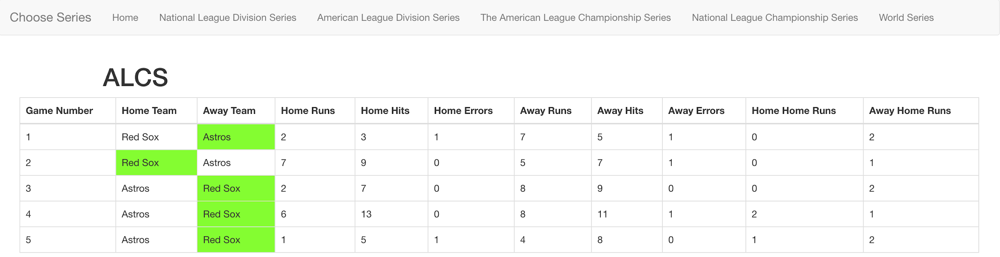 Choose Series Home National League Division Series American League Division Series The American League Championship Series National League Championship Series World Series
ALCS
Game Number Home Team Away Team Home Runs Home Hits Home Errors Away Runs Away Hits Away Errors Home Home Runs Away Home Runs
1 Red Sox Astros 2 3 1 7 5 1 0 2
2 Red Sox Astros 7 9 0 5 7 1 0 1
3 Astros Red Sox 2 7 0 8 9 0 0 2
4 Astros Red Sox 6 13 0 8 11 1 2 1
5 Astros Red Sox 1 5 1 4 8 0 1 2